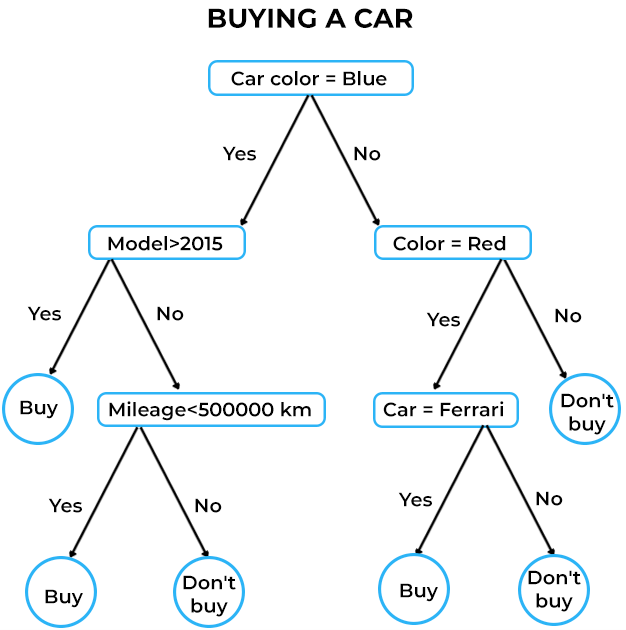 BUYING A CAR
Car color = Blue
Yes
No
Model>2015
Color = Red
Yes
No
Yes
No
Buy
Mileage<500000 km
Car = Ferrari
Don't
buy
Yes
No
Yes
No
Buy
Don't
buy
Buy
Don't
buy